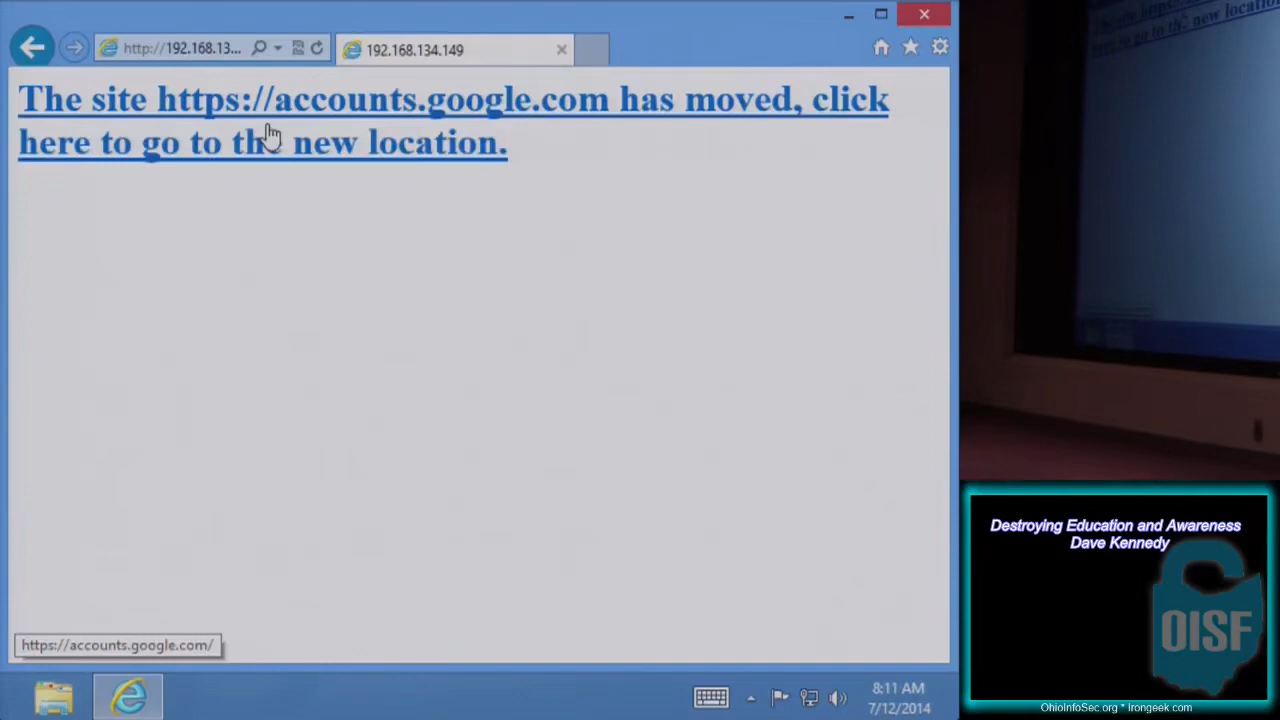 http://192.168.13...
192.168.134.149
The site https://accounts.google.com has moved, click
here to go to the new location.
https://accounts.google.com/
8:11 AM
7/12/2014
Destroying Education and Awareness
Dave Kennedy
OISF
OhioInfoSec.org * Irongeek.com